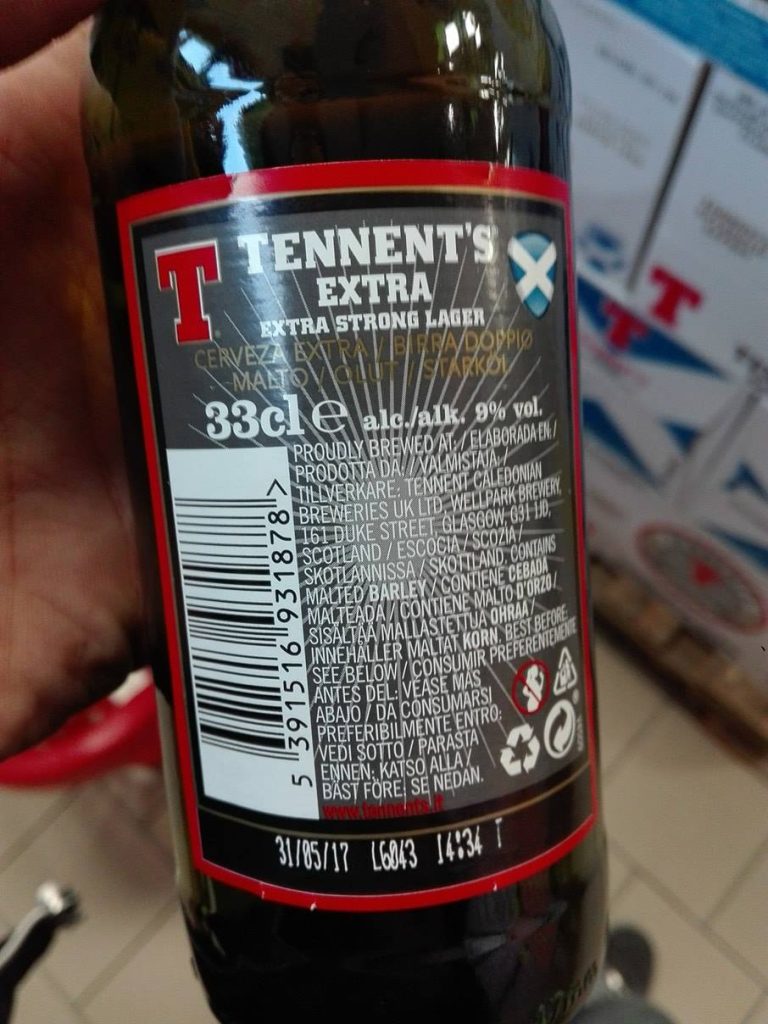 T TENNENT'S
EXTRA
EXTRA STRONG LAGER
CERVEZA EXTRA / BIRRA DOPPIO
MALTO / OLUT / STARKÖL
33cl e alc./alk. 9% vol.
PROUDLY BREWED AT: / ELABORADA EN: /
PRODOTTA DA: / VALMISTAJA /
TILLVERKARE: TENNENT CALEDONIAN
BREWERIES UK LTD, WELLPARK BREWERY,
161 DUKE STREET GLASGOW, G31 1JD,
SCOTLAND / ESCOCIA / SCOZIA /
SKOTLANNISSA / SKOTTLAND. CONTAINS
MALTED BARLEY / CONTIENE CEBADA
MALTEADA / CONTIENE MALTO D'ORZO /
SISÄLTÄÄ MALLASTETTUA OHRAA /
INNEHÅLLER MALTAT KORN. BEST BEFORE:
SEE BELOW / CONSUMIR PREFERENTEMENTE
ANTES DEL: VÉASE MAS
ABAJO / DA CONSUMARSI
PREFERIBILMENTE ENTRO:
VEDI SOTTO / PARASTA
ENNEN: KATSO ALLA /
BÄST FÖRE: SE NEDAN.
5 391516 931878 >
www.tennents.it
31/05/17 L6043 14:34 T
T
T